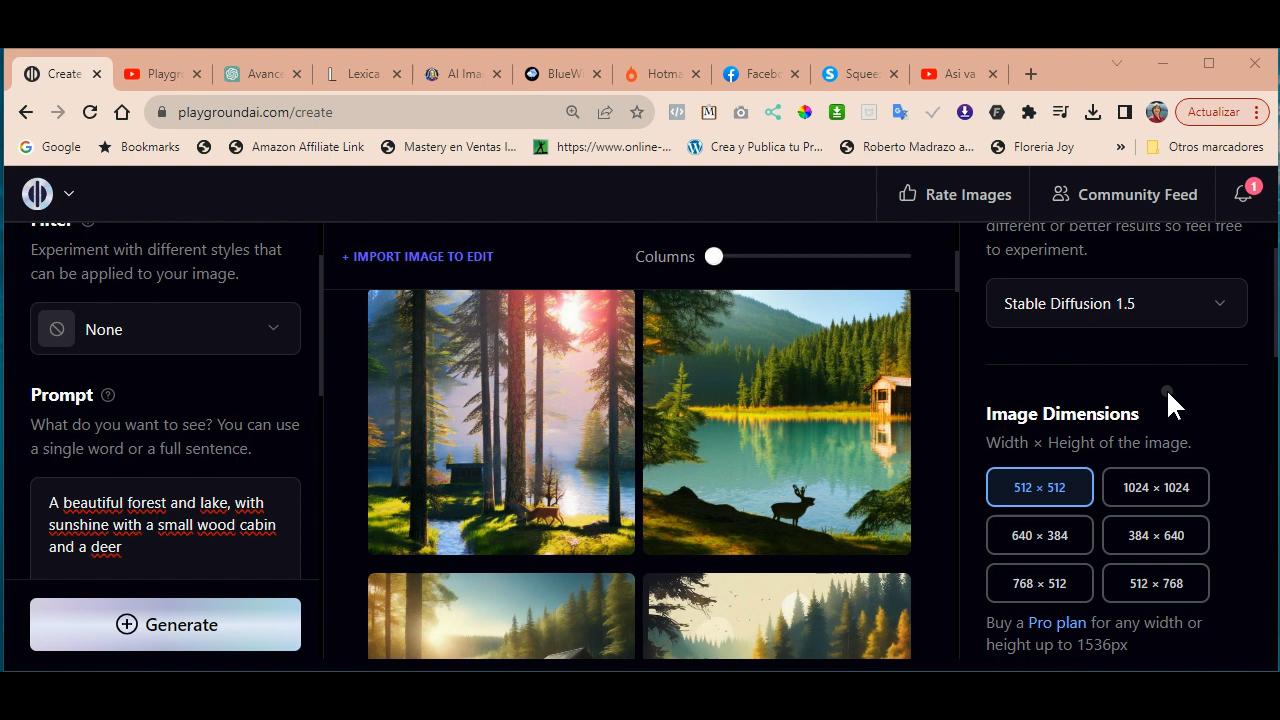 Create
Playgr
Avance
Lexica
AI Ima
BlueWi
Hotma
Faceb
Squee
Asi va
playgroundai.com/create
Actualizar
Google
Bookmarks
Amazon Affiliate Link
Mastery en Ventas I...
https://www.online-...
Crea y Publica tu Pr...
Roberto Madrazo a...
Floreria Joy
»
Otros marcadores
Rate Images
Community Feed
1
Filter
Experiment with different styles that
can be applied to your image.
None
Prompt
What do you want to see? You can use
a single word or a full sentence.
A beautiful forest and lake, with
sunshine with a small wood cabin
and a deer
Generate
+ IMPORT IMAGE TO EDIT
Columns
different or better results so feel free
to experiment.
Stable Diffusion 1.5
Image Dimensions
Width × Height of the image.
512 × 512
1024 × 1024
640 × 384
384 × 640
768 × 512
512 × 768
Buy a Pro plan for any width or
height up to 1536px